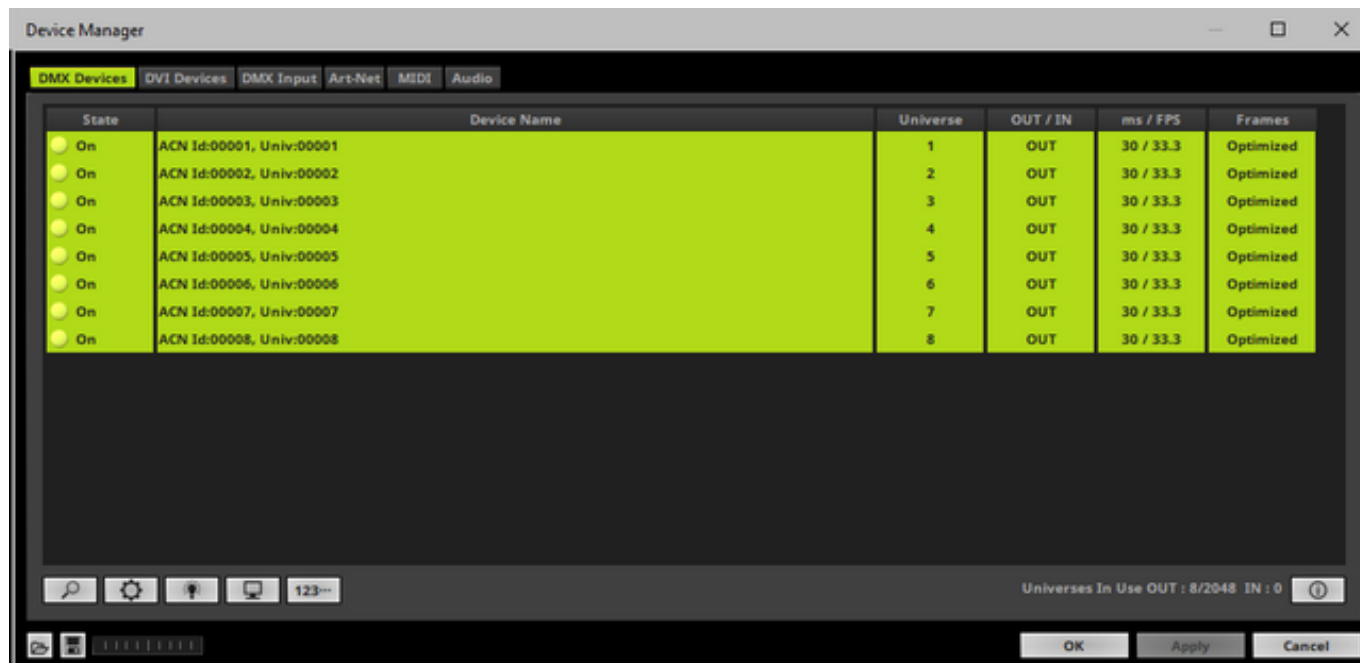 Device Manager
DMX Devices DVI Devices DMX Input Art-Net MIDI Audio
State Device Name Universe OUT / IN ms / FPS Frames
On ACN Id:00001, Univ:00001 1 OUT 30 / 33.3 Optimized
On ACN Id:00002, Univ:00002 2 OUT 30 / 33.3 Optimized
On ACN Id:00003, Univ:00003 3 OUT 30 / 33.3 Optimized
On ACN Id:00004, Univ:00004 4 OUT 30 / 33.3 Optimized
On ACN Id:00005, Univ:00005 5 OUT 30 / 33.3 Optimized
On ACN Id:00006, Univ:00006 6 OUT 30 / 33.3 Optimized
On ACN Id:00007, Univ:00007 7 OUT 30 / 33.3 Optimized
On ACN Id:00008, Univ:00008 8 OUT 30 / 33.3 Optimized
123... Universes In Use OUT : 8/2048 IN : 0
OK Apply Cancel